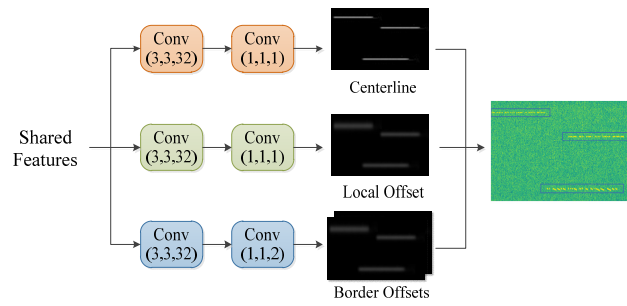 Conv
(3,3,32)
Conv
(1,1,1)
Centerline
Shared
Features
Conv
(3,3,32)
Conv
(1,1,1)
Local Offset
Conv
(3,3,32)
Conv
(1,1,2)
Border Offsets